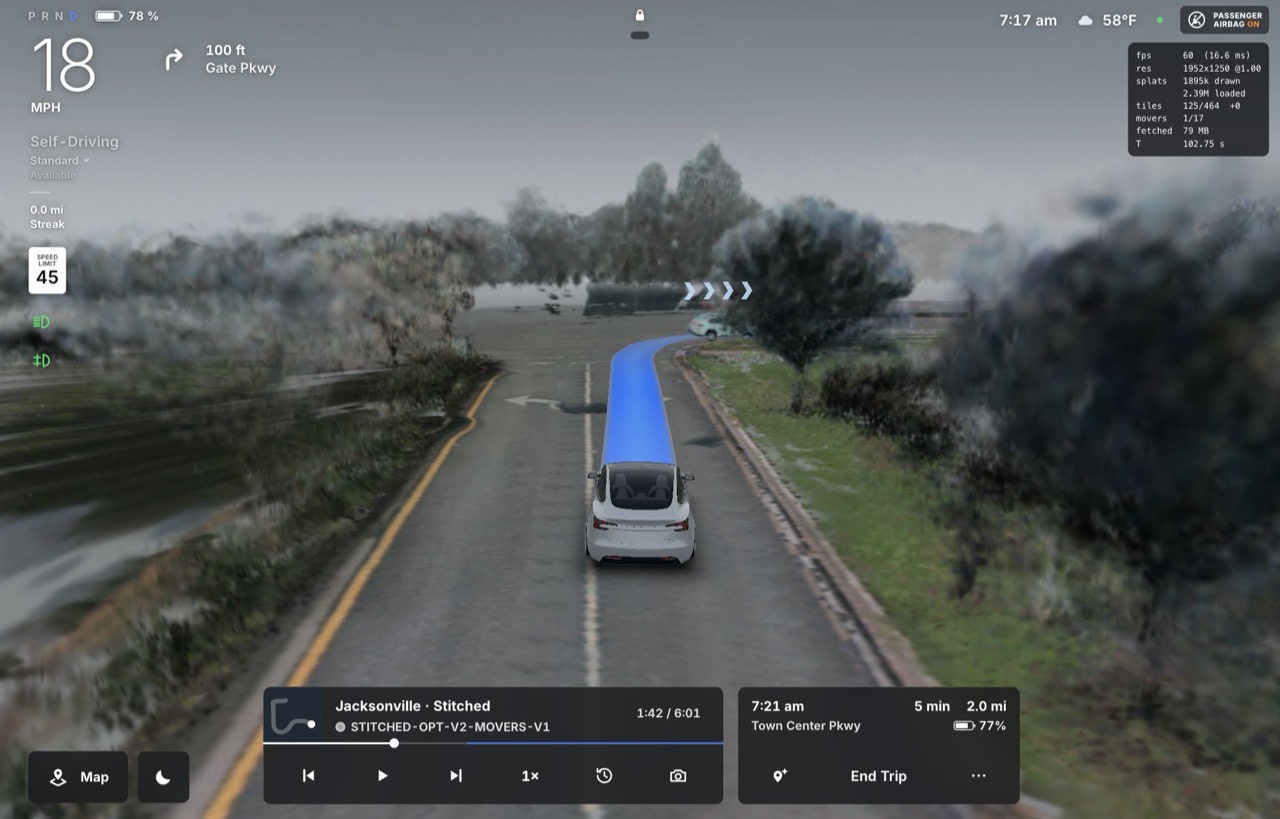 P R N D
78 %
7:17 am
58°F
PASSENGER
AIRBAG ON
18
MPH
100 ft
Gate Pkwy
fps 60 (16.6 ms)
res 1952x1250 @1.00
splats 1895k drawn
2.39M loaded
tiles 125/464 +0
movers 1/17
fetched 79 MB
T 102.75 s
Self-Driving
Standard
Available
0.0 mi
Streak
SPEED
LIMIT
45
Jacksonville · Stitched
STITCHED-OPT-V2-MOVERS-V1
1:42 / 6:01
1×
7:21 am
5 min 2.0 mi
Town Center Pkwy
77%
Map
End Trip